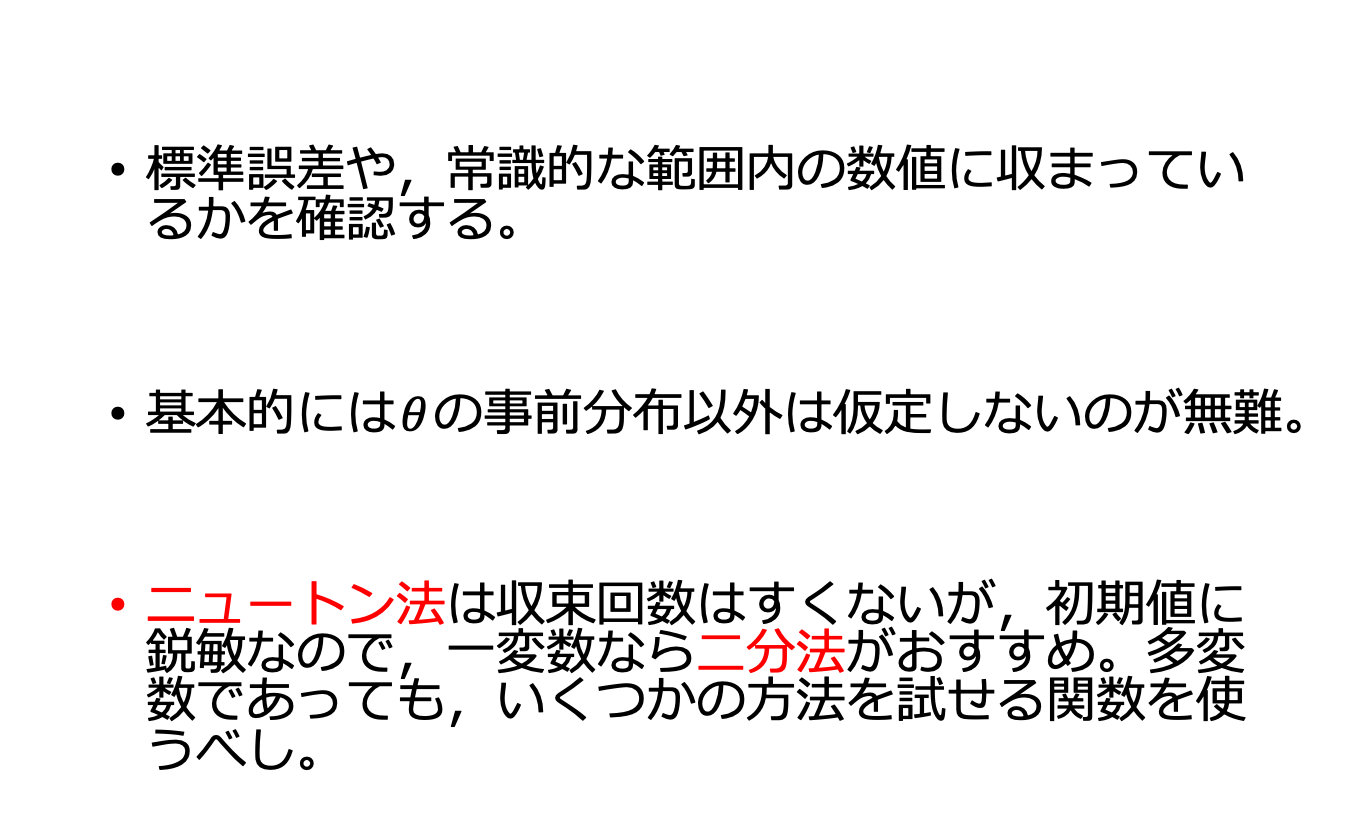 • 標準誤差や，常識的な範囲内の数値に収まってい
るかを確認する。
• 基本的にはθの事前分布以外は仮定しないのが無難。
• ニュートン法は収束回数はすくないが，初期値に
鋭敏なので，一変数なら二分法がおすすめ。多変
数であっても，いくつかの方法を試せる関数を使
うべし。